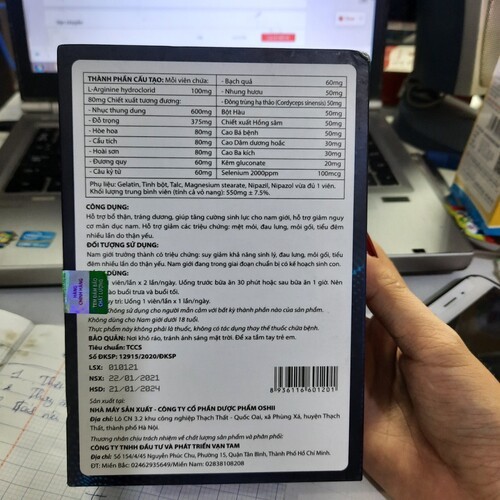 THÀNH PHẦN CẤU TẠO: Mỗi viên chứa:
L-Arginine hydroclorid 100mg
80mg Chiết xuất tương đương:
- Nhục thung dung 600mg
- Đỗ trọng 375mg
- Hòe hoa 80mg
- Cẩu tích 80mg
- Hoài sơn 80mg
- Đương quy 60mg
- Câu kỷ tử 60mg
- Bạch quả 60mg
- Nhung hươu 50mg
- Đông trùng hạ thảo (Cordyceps sinensis) 50mg
Bột Hàu 50mg
Chiết xuất Hồng sâm 50mg
Cao Bá bệnh 50mg
Cao Dâm dương hoắc 30mg
Cao Ba kích 30mg
Kẽm gluconate 20mg
Selenium 2000ppm 100mcg
Phụ liệu: Gelatin, Tinh bột, Talc, Magnesium stearate, Nipazil, Nipazol vừa đủ 1 viên.
Khối lượng trung bình viên (tính cả vỏ nang): 550mg ± 7.5%.
CÔNG DỤNG:
Hỗ trợ bổ thận, tráng dương, giúp tăng cường sinh lực cho nam giới, hỗ trợ giảm nguy
cơ mãn dục nam. Hỗ trợ giảm các triệu chứng: mệt mỏi, đau lưng, mỏi gối, tiểu đêm
nhiều lần do thận yếu.
ĐỐI TƯỢNG SỬ DỤNG:
Nam giới trưởng thành có triệu chứng: suy giảm khả năng sinh lý, đau lưng, mỏi gối, tiểu
đêm nhiều lần do thận yếu. Nam giới đang trong giai đoạn chuẩn bị có kế hoạch sinh con.
DÙNG:
viên/lần x 2 lần/ngày. Uống trước bữa ăn 30 phút hoặc sau bữa ăn 1 giờ. Nên
vào buổi trưa và buổi tối.
trì: Uống 1 viên/lần x 1 lần/ngày.
Không sử dụng cho người mẫn cảm với bất kỳ thành phần nào của sản phẩm.
Không dùng cho Nam giới dưới 18 tuổi.
Thực phẩm này không phải là thuốc, không có tác dụng thay thế thuốc chữa bệnh.
BẢO QUẢN: Nơi khô ráo, tránh ánh sáng mặt trời. Để xa tầm tay trẻ em.
Tiêu chuẩn: TCCS
Số ĐKSP: 12915/2020/ĐKSP
LSX: 010121
NSX: 22/01/2021
HSD: 21/01/2024
8936116601201
HÀNG
CHÍNH HÃNG
TEM ĐẢM BẢO
CHẤT LƯỢNG
Sản xuất tại:
NHÀ MÁY SẢN XUẤT - CÔNG TY CỔ PHẦN DƯỢC PHẨM OSHII
Địa chỉ: Lô CN 3.2 khu công nghiệp Thạch Thất - Quốc Oai, xã Phùng Xá, huyện Thạch
Thất, thành phố Hà Nội.
Thương nhân chịu trách nhiệm về chất lượng sản phẩm và phân phối:
CÔNG TY TNHH ĐẦU TƯ VÀ PHÁT TRIỂN VẠN TAM
Địa chỉ: Số 154/4/45 Nguyễn Phúc Chu, Phường 15, Quận Tân Bình, Thành Phố Hồ Chí Minh.
ĐT: Miền Bắc: 02462935649/Miền Nam: 02838108208